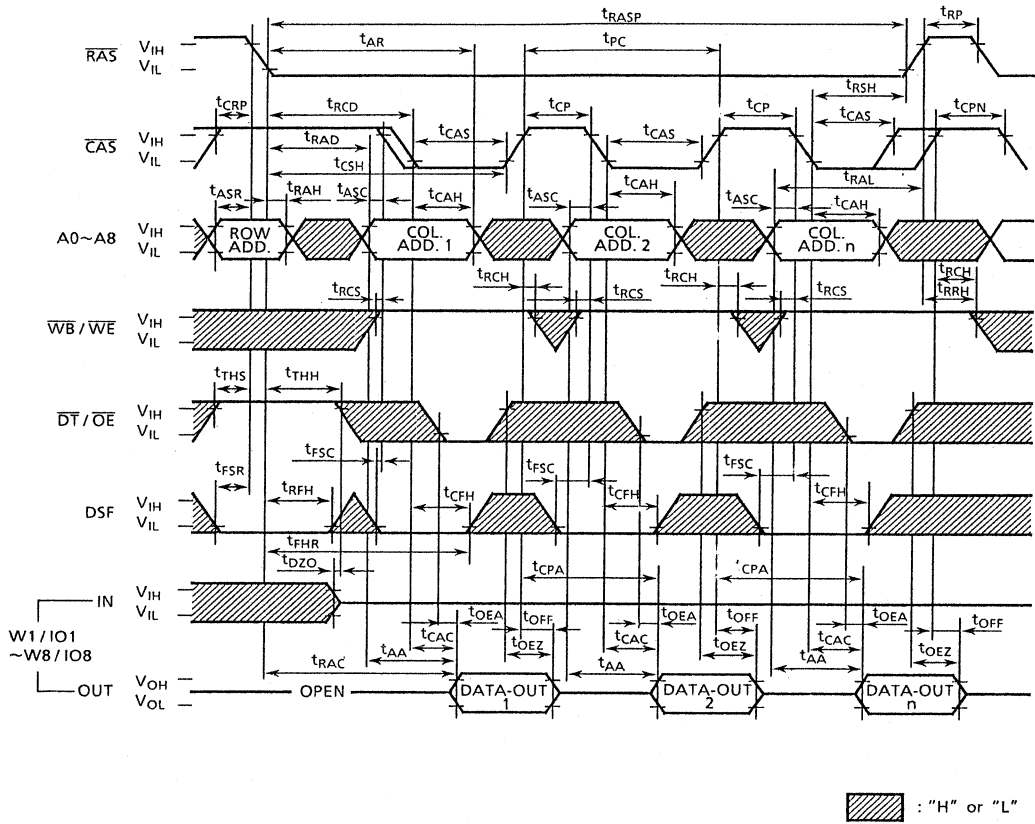 tRASP
tRP
tAR
tPC
RAS
VIH
VIL
tRSH
tCRP
tRCD
tCP
tCP
tCAS
tCPN
CAS
VIH
VIL
tRAD
tCAS
tCAS
tCSH
tRAL
tASR
tRAH
tASC
tCAH
tASC
tCAH
tASC
tCAH
A0~A8
VIH
VIL
ROW ADD.
COL. ADD. 1
COL. ADD. 2
COL. ADD. n
tRCS
tRCH
tRCS
tRCH
tRCS
tRCH
tRRH
WB / WE
VIH
VIL
tTHS
tTHH
DT / OE
VIH
VIL
tFSC
tFSC
tFSC
tFSR
tRFH
tCFH
tCFH
tCFH
DSF
VIH
VIL
tFHR
tDZO
tCPA
'CPA
IN
VIH
VIL
tOEA
tOFF
tOEA
tOFF
tOEA
tOFF
W1 / IO1
~W8 / IO8
tCAC
tOEZ
tCAC
tOEZ
tCAC
tOEZ
tRAC
tAA
tAA
tAA
OUT
VOH
VOL
OPEN
DATA-OUT 1
DATA-OUT 2
DATA-OUT n
: "H" or "L"